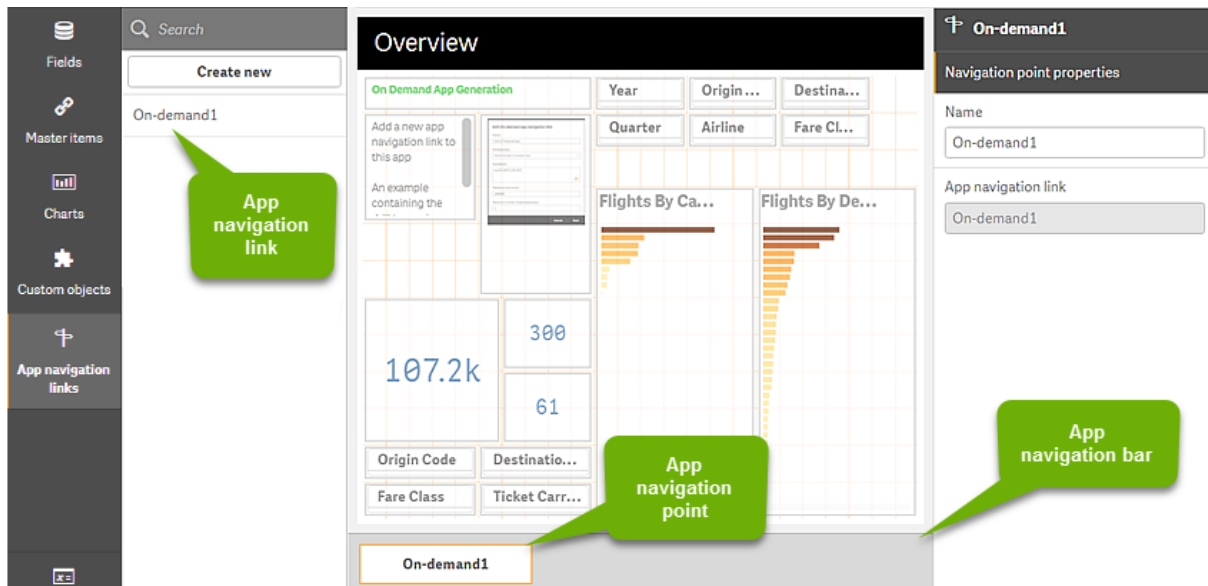 Fields
Master items
Charts
Custom objects
App navigation
links
x=
Search
Create new
On-demand1
App
navigation
link
Overview
On Demand App Generation
Add a new app
navigation link to
this app
An example
containing the
Year
Origin ...
Destina...
Quarter
Airline
Fare Cl...
Flights By Ca...
Flights By De...
107.2k
300
61
Origin Code
Destinatio...
Fare Class
Ticket Carr...
App
navigation
point
On-demand1
App
navigation bar
On-demand1
Navigation point properties
Name
On-demand1
App navigation link
On-demand1